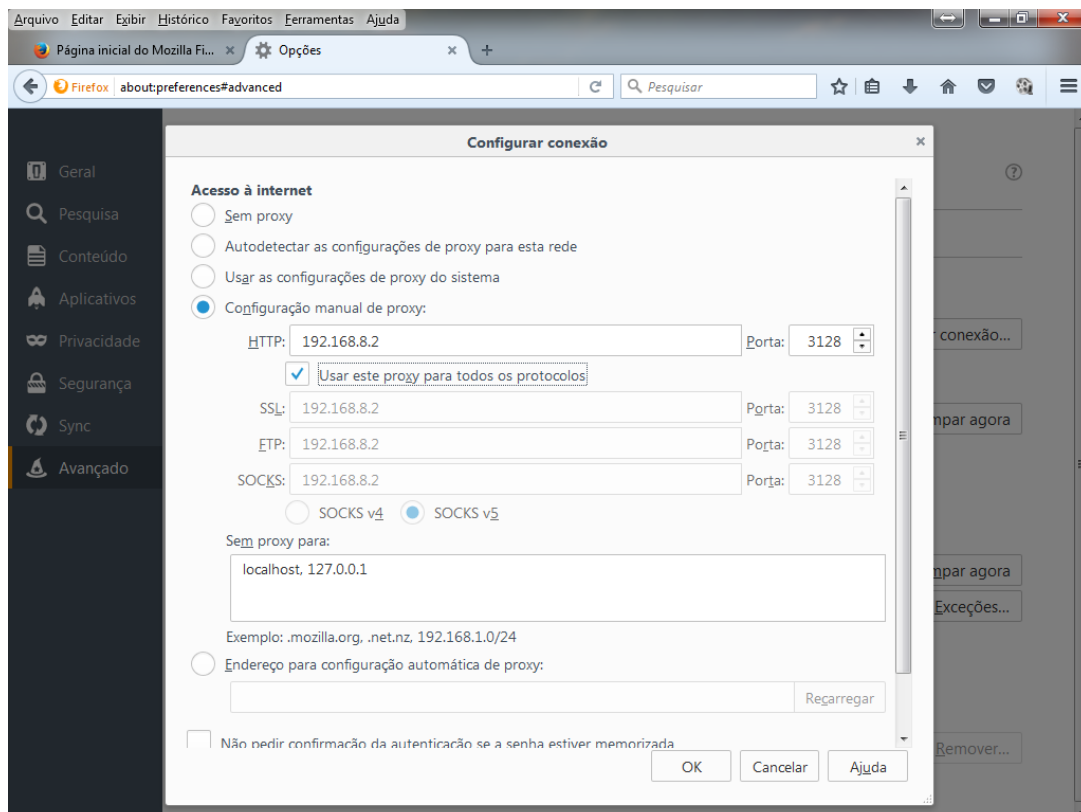 Arquivo Editar Exibir Histórico Favoritos Ferramentas Ajuda
Página inicial do Mozilla Fi... × Opções × +
Firefox about:preferences#advanced Pesquisar
Configurar conexão ×
Geral
Pesquisa
Conteúdo
Aplicativos
Privacidade
Segurança
Sync
Avançado
Acesso à internet
Sem proxy
Autodetectar as configurações de proxy para esta rede
Usar as configurações de proxy do sistema
Configuração manual de proxy:
HTTP: 192.168.8.2 Porta: 3128
Usar este proxy para todos os protocolos
SSL: 192.168.8.2 Porta: 3128
FTP: 192.168.8.2 Porta: 3128
SOCKS: 192.168.8.2 Porta: 3128
SOCKS v4 SOCKS v5
Sem proxy para:
localhost, 127.0.0.1
Exemplo: .mozilla.org, .net.nz, 192.168.1.0/24
Endereço para configuração automática de proxy:
Recarregar
Não pedir confirmação da autenticação se a senha estiver memorizada
OK Cancelar Ajuda
conexão...
mpar agora
mpar agora
Exceções...
Remover...